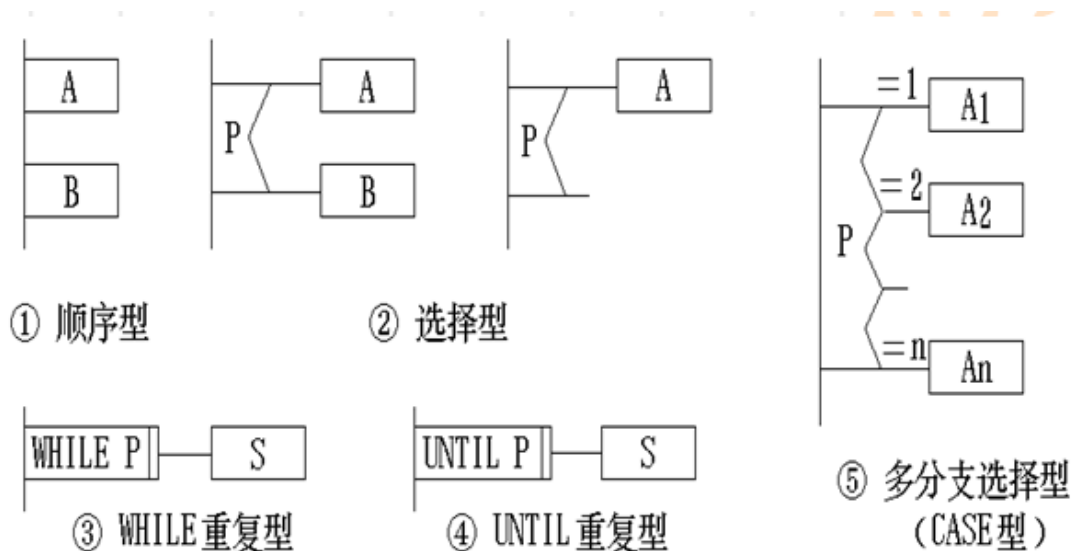 A
B
① 顺序型
P
A
B
P
A
② 选择型
P
=1
A1
=2
A2
=n
An
⑤ 多分支选择型
(CASE型)
WHILE P
S
③ WHILE重复型
UNTIL P
S
④ UNTIL重复型